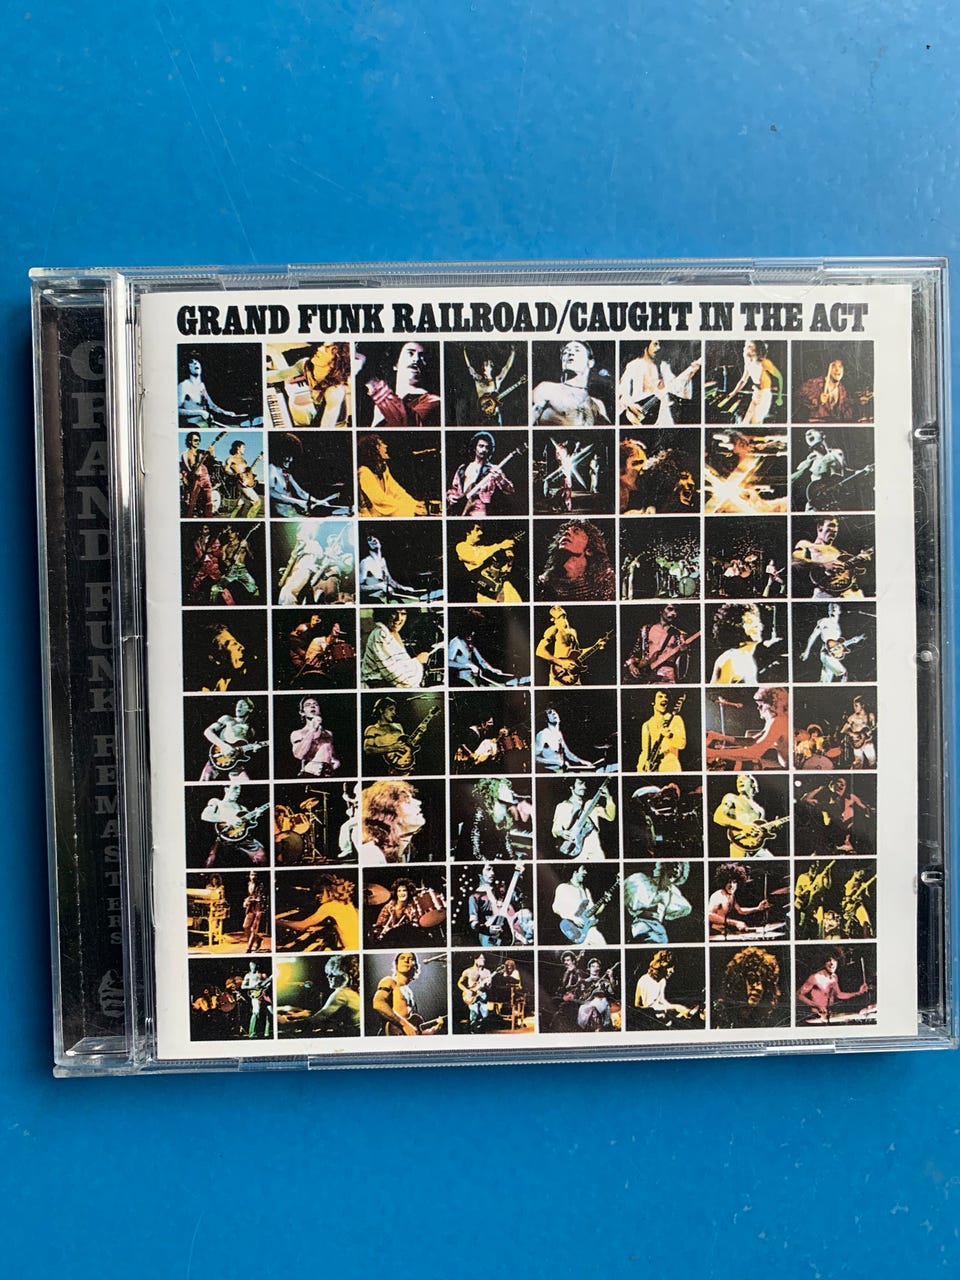 GRAND FUNK RAILROAD/CAUGHT IN THE ACT
GRAND FUNK REMASTERS